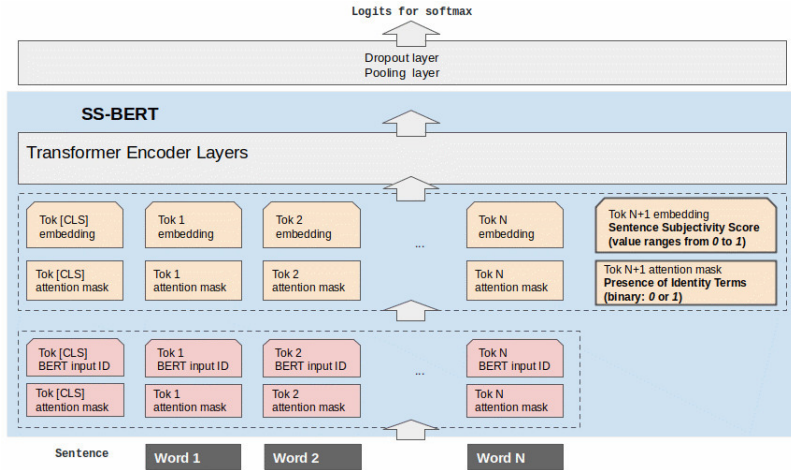 Logits for softmax
Dropout layer
Pooling layer
SS-BERT
Transformer Encoder Layers
Tok [CLS]
embedding
Tok 1
embedding
Tok 2
embedding
...
Tok N
embedding
Tok N+1 embedding
Sentence Subjectivity Score
(value ranges from 0 to 1)
Tok [CLS]
attention mask
Tok 1
attention mask
Tok 2
attention mask
Tok N
attention mask
Tok N+1 attention mask
Presence of Identity Terms
(binary: 0 or 1)
Tok [CLS]
BERT input ID
Tok 1
BERT input ID
Tok 2
BERT input ID
...
Tok N
BERT input ID
Tok [CLS]
attention mask
Tok 1
attention mask
Tok 2
attention mask
Tok N
attention mask
Sentence
Word 1
Word 2
Word N